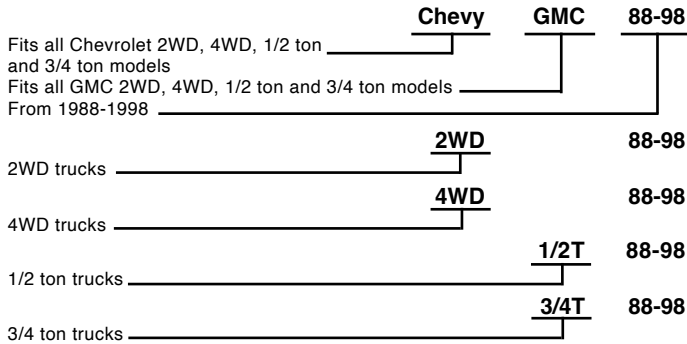 Chevy GMC 88-98
Fits all Chevrolet 2WD, 4WD, 1/2 ton
and 3/4 ton models
Fits all GMC 2WD, 4WD, 1/2 ton and 3/4 ton models
From 1988-1998
2WD 88-98
2WD trucks
4WD 88-98
4WD trucks
1/2T 88-98
1/2 ton trucks
3/4T 88-98
3/4 ton trucks